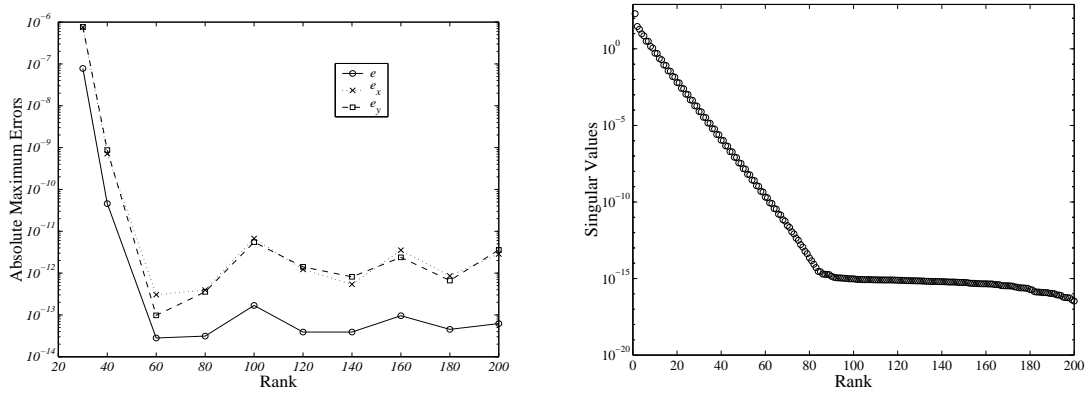 10^{-6}
10^{-7}
10^{-8}
10^{-9}
10^{-10}
10^{-11}
10^{-12}
10^{-13}
10^{-14}
Absolute Maximum Errors
e
e_x
e_y
20 40 60 80 100 120 140 160 180 200
Rank
10^0
10^{-5}
10^{-10}
10^{-15}
10^{-20}
Singular Values
0 20 40 60 80 100 120 140 160 180 200
Rank